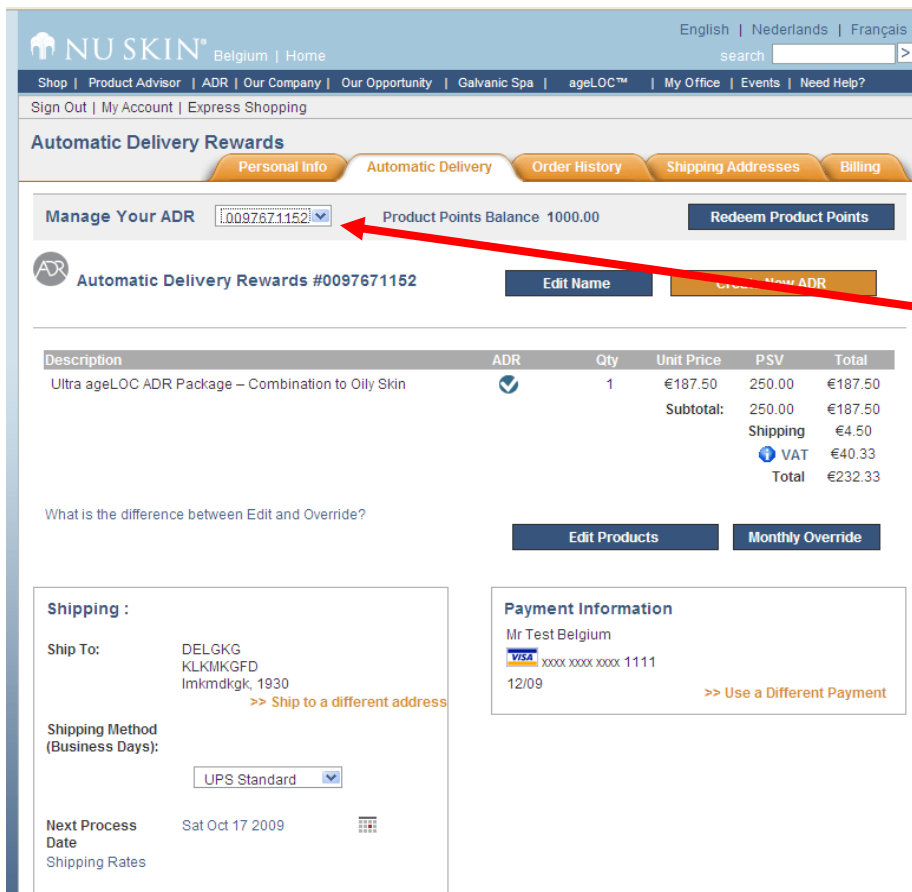 English | Nederlands | Français
NU SKIN® Belgium | Home
search >
Shop | Product Advisor | ADR | Our Company | Our Opportunity | Galvanic Spa | ageLOC™ | My Office | Events | Need Help?
Sign Out | My Account | Express Shopping
Automatic Delivery Rewards
Personal Info Automatic Delivery Order History Shipping Addresses Billing
Manage Your ADR 0097671152 Product Points Balance 1000.00 Redeem Product Points
ADR Automatic Delivery Rewards #0097671152 Edit Name Create New ADR
Description ADR Qty Unit Price PSV Total
Ultra ageLOC ADR Package – Combination to Oily Skin 1 €187.50 250.00 €187.50
Subtotal: 250.00 €187.50
Shipping €4.50
i VAT €40.33
Total €232.33
What is the difference between Edit and Override?
Edit Products Monthly Override
Shipping :
Ship To: DELGKG
KLKMKGFD
lmkmdkgk, 1930
>> Ship to a different address
Shipping Method
(Business Days):
UPS Standard
Next Process Sat Oct 17 2009
Date
Shipping Rates
Payment Information
Mr Test Belgium
VISA xxxx xxxx xxxx 1111
12/09
>> Use a Different Payment